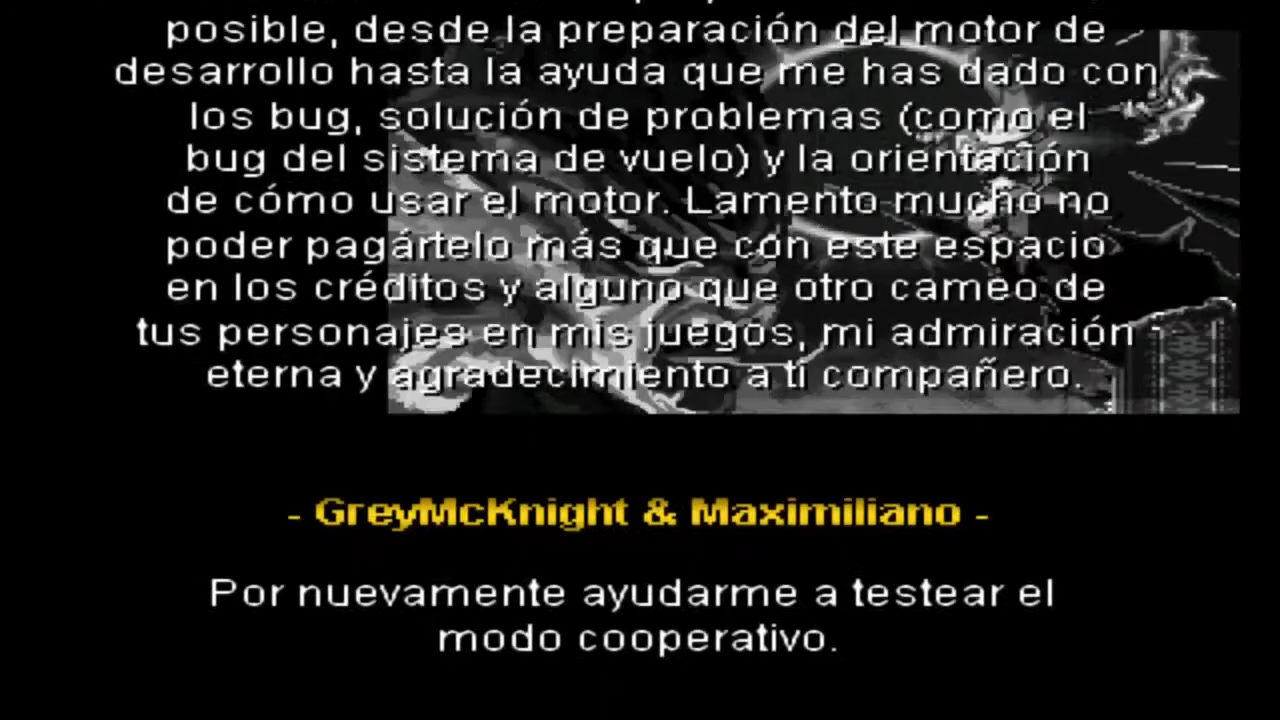 posible, desde la preparación del motor de
desarrollo hasta la ayuda que me has dado con
los bug, solución de problemas (como el
bug del sistema de vuelo) y la orientación
de cómo usar el motor. Lamento mucho no
poder pagártelo más que con este espacio
en los créditos y alguno que otro cameo de
tus personajes en mis juegos, mi admiración
eterna y agradecimiento a ti compañero.
- GreyMcKnight & Maximiliano -
Por nuevamente ayudarme a testear el
modo cooperativo.